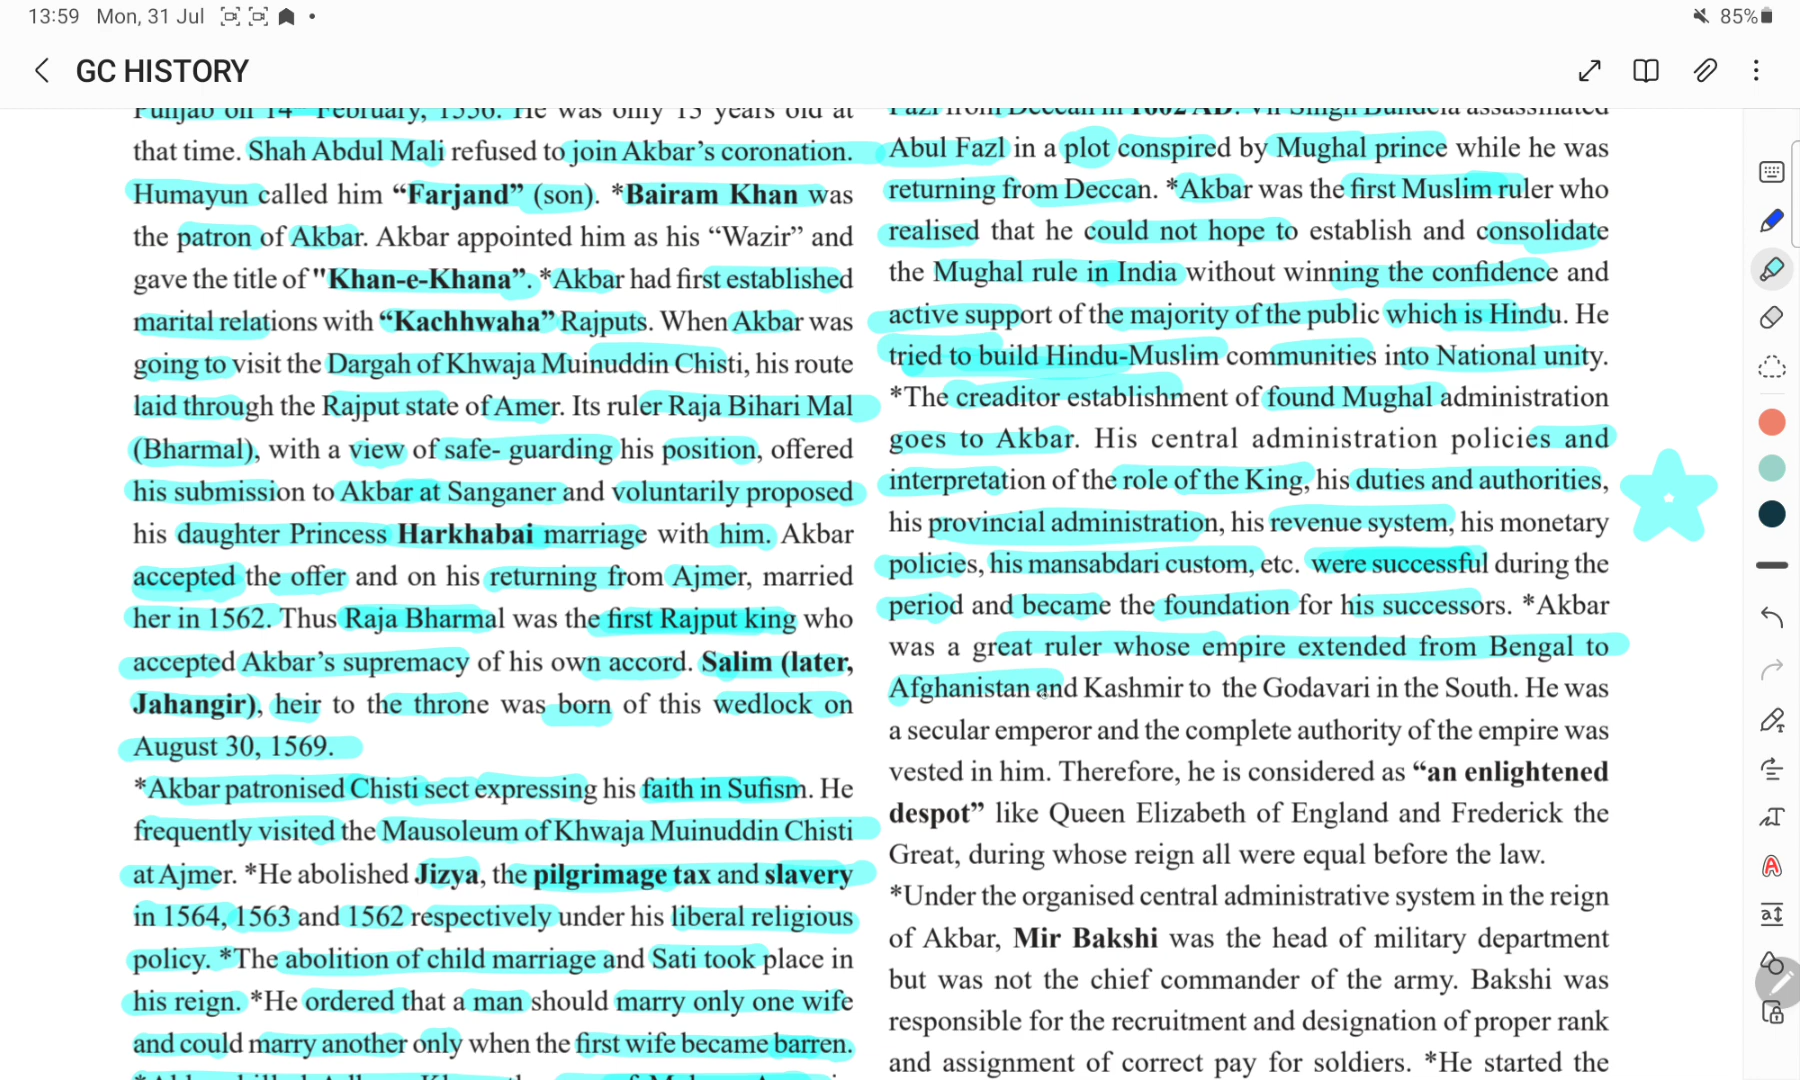 13:59 Mon, 31 Jul
85%
GC HISTORY
Punjab on 14th February, 1556. He was only 13 years old at
that time. Shah Abdul Mali refused to join Akbar’s coronation.
Humayun called him “Farjand” (son). *Bairam Khan was
the patron of Akbar. Akbar appointed him as his “Wazir” and
gave the title of "Khan-e-Khana”. *Akbar had first established
marital relations with “Kachhwaha” Rajputs. When Akbar was
going to visit the Dargah of Khwaja Muinuddin Chisti, his route
laid through the Rajput state of Amer. Its ruler Raja Bihari Mal
(Bharmal), with a view of safe- guarding his position, offered
his submission to Akbar at Sanganer and voluntarily proposed
his daughter Princess Harkhabai marriage with him. Akbar
accepted the offer and on his returning from Ajmer, married
her in 1562. Thus Raja Bharmal was the first Rajput king who
accepted Akbar’s supremacy of his own accord. Salim (later,
Jahangir), heir to the throne was born of this wedlock on
August 30, 1569.
*Akbar patronised Chisti sect expressing his faith in Sufism. He
frequently visited the Mausoleum of Khwaja Muinuddin Chisti
at Ajmer. *He abolished Jizya, the pilgrimage tax and slavery
in 1564, 1563 and 1562 respectively under his liberal religious
policy. *The abolition of child marriage and Sati took place in
his reign. *He ordered that a man should marry only one wife
and could marry another only when the first wife became barren.
Fazl from Deccan in 1602 AD. Vir Singh Bundela assassinated
Abul Fazl in a plot conspired by Mughal prince while he was
returning from Deccan. *Akbar was the first Muslim ruler who
realised that he could not hope to establish and consolidate
the Mughal rule in India without winning the confidence and
active support of the majority of the public which is Hindu. He
tried to build Hindu-Muslim communities into National unity.
*The creaditor establishment of found Mughal administration
goes to Akbar. His central administration policies and
interpretation of the role of the King, his duties and authorities,
his provincial administration, his revenue system, his monetary
policies, his mansabdari custom, etc. were successful during the
period and became the foundation for his successors. *Akbar
was a great ruler whose empire extended from Bengal to
Afghanistan and Kashmir to the Godavari in the South. He was
a secular emperor and the complete authority of the empire was
vested in him. Therefore, he is considered as “an enlightened
despot” like Queen Elizabeth of England and Frederick the
Great, during whose reign all were equal before the law.
*Under the organised central administrative system in the reign
of Akbar, Mir Bakshi was the head of military department
but was not the chief commander of the army. Bakshi was
responsible for the recruitment and designation of proper rank
and assignment of correct pay for soldiers. *He started the